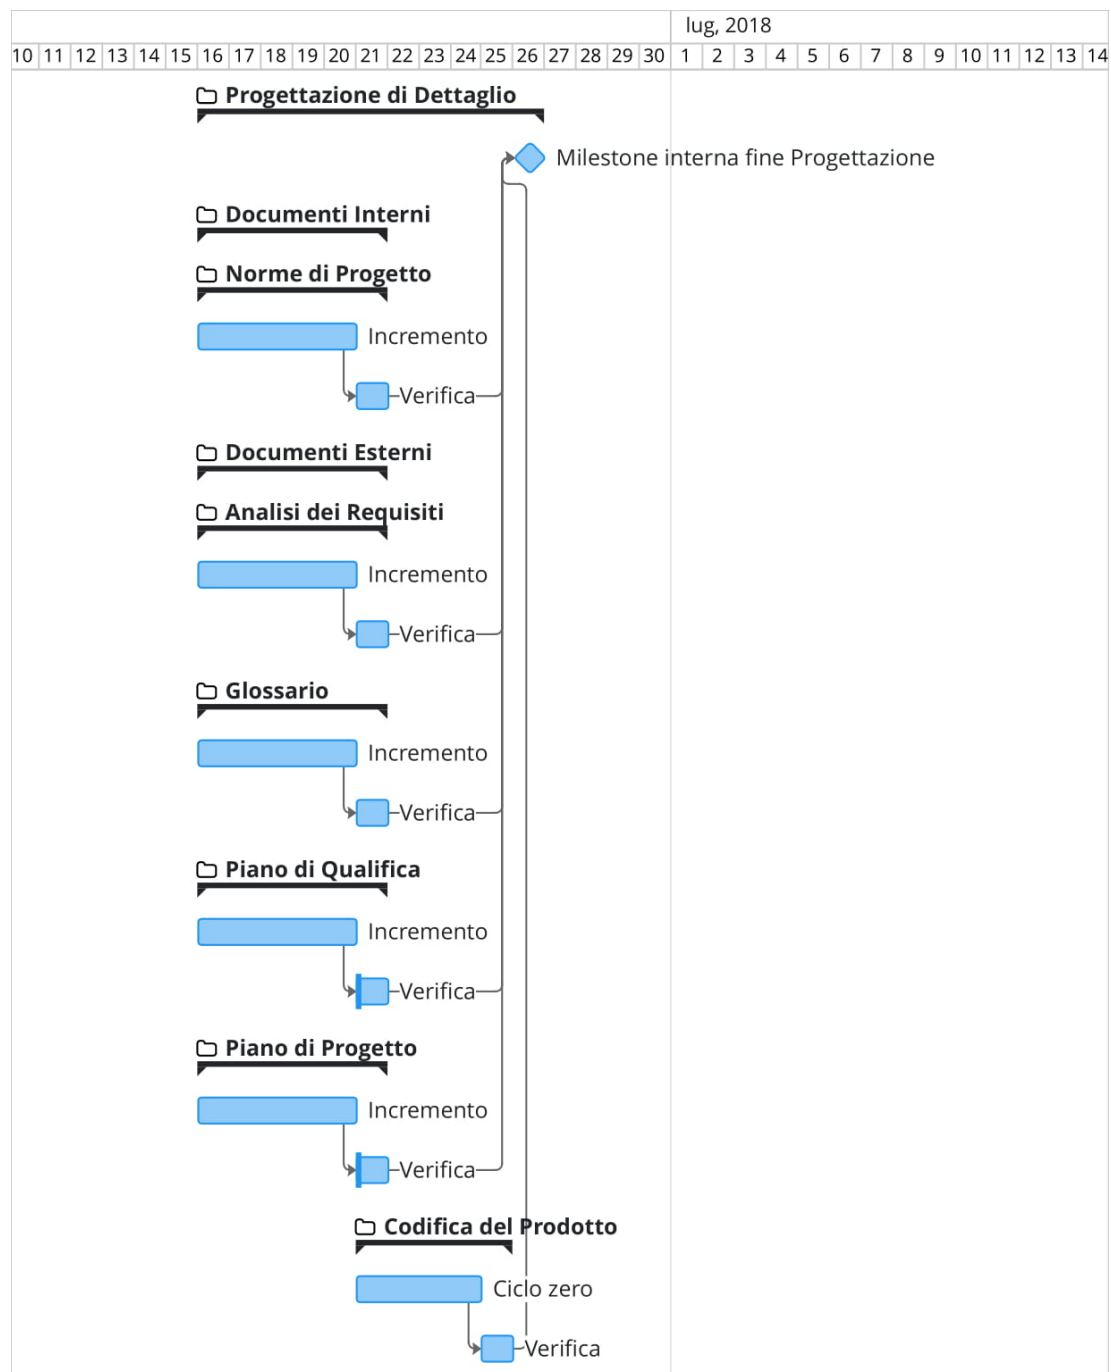 lug, 2018
10 11 12 13 14 15 16 17 18 19 20 21 22 23 24 25 26 27 28 29 30 1 2 3 4 5 6 7 8 9 10 11 12 13 14
Progettazione di Dettaglio
Milestone interna fine Progettazione
Documenti Interni
Norme di Progetto
Incremento
Verifica
Documenti Esterni
Analisi dei Requisiti
Incremento
Verifica
Glossario
Incremento
Verifica
Piano di Qualifica
Incremento
Verifica
Piano di Progetto
Incremento
Verifica
Codifica del Prodotto
Ciclo zero
Verifica